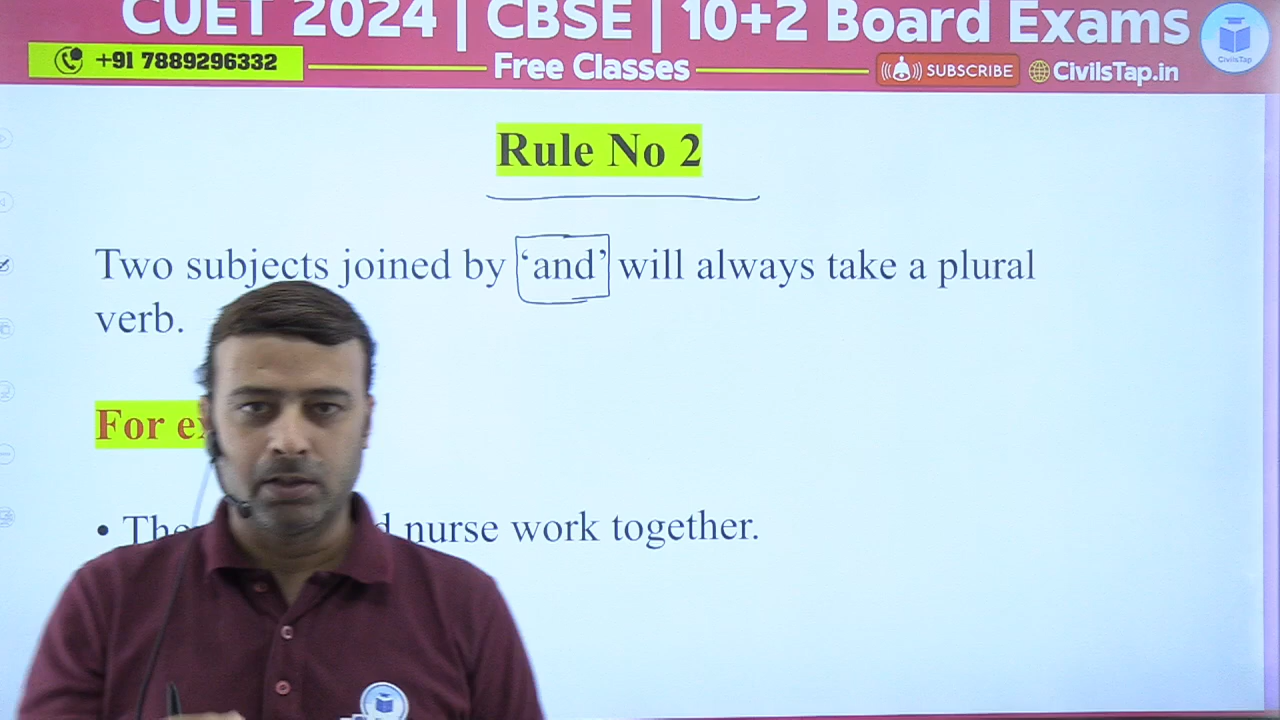 CUET 2024 | CBSE | 10+2 Board Exams
+91 7889296332
Free Classes
SUBSCRIBE
CivilsTap.in
CivilsTap
Rule No 2
Two subjects joined by ‘and’ will always take a plural
verb.
For
• The nurse work together.